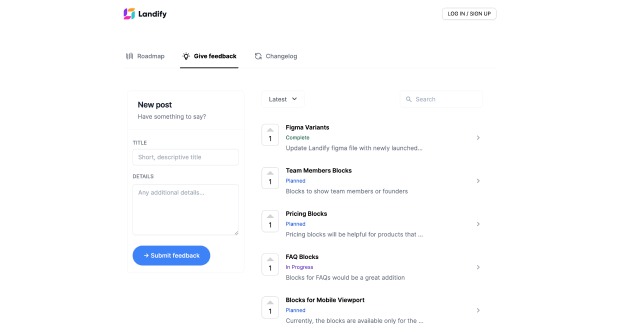 Landify
LOG IN / SIGN UP
Roadmap
Give feedback
Changelog
New post
Have something to say?
TITLE
Short, descriptive title
DETAILS
Any additional details...
→ Submit feedback
Latest
Search
1
Figma Variants
Complete
Update Landify figma file with newly launched...
1
Team Members Blocks
Planned
Blocks to show team members or founders
1
Pricing Blocks
Planned
Pricing blocks will be helpful for products that ...
1
FAQ Blocks
In Progress
Blocks for FAQs would be a great addition
1
Blocks for Mobile Viewport
Planned
Currently, the blocks are available only for the ...